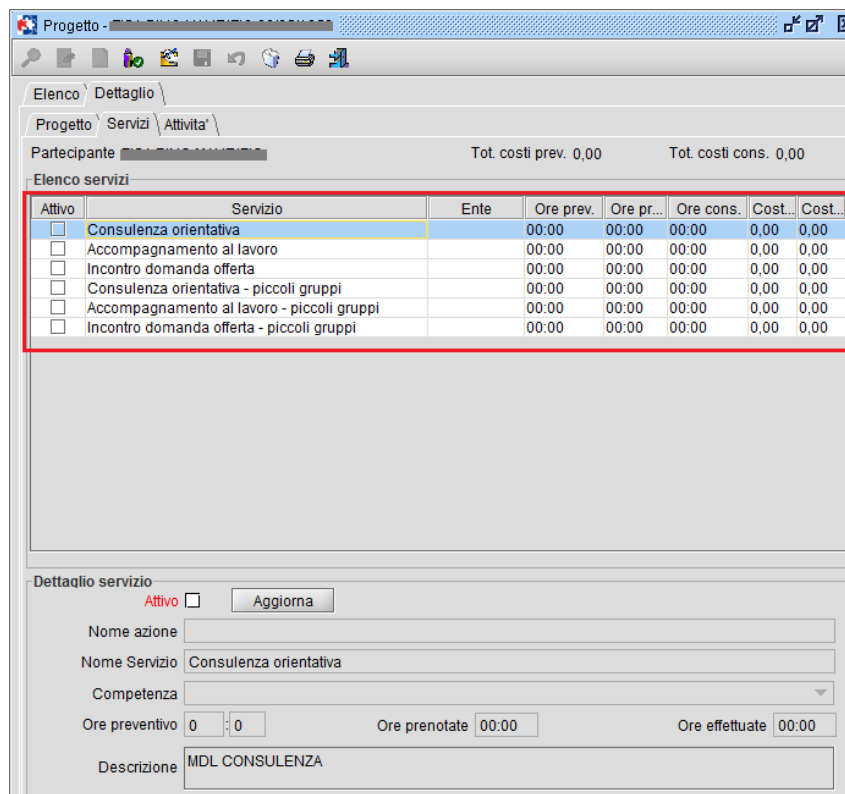 Progetto -
Elenco Dettaglio
Progetto Servizi Attivita'
Partecipante Tot. costi prev. 0,00 Tot. costi cons. 0,00
Elenco servizi
Attivo Servizio Ente Ore prev. Ore pr... Ore cons. Cost... Cost...
Consulenza orientativa 00:00 00:00 00:00 0,00 0,00
Accompagnamento al lavoro 00:00 00:00 00:00 0,00 0,00
Incontro domanda offerta 00:00 00:00 00:00 0,00 0,00
Consulenza orientativa - piccoli gruppi 00:00 00:00 00:00 0,00 0,00
Accompagnamento al lavoro - piccoli gruppi 00:00 00:00 00:00 0,00 0,00
Incontro domanda offerta - piccoli gruppi 00:00 00:00 00:00 0,00 0,00
Dettaglio servizio
Attivo Aggiorna
Nome azione
Nome Servizio Consulenza orientativa
Competenza
Ore preventivo 0 : 0 Ore prenotate 00:00 Ore effettuate 00:00
Descrizione MDL CONSULENZA